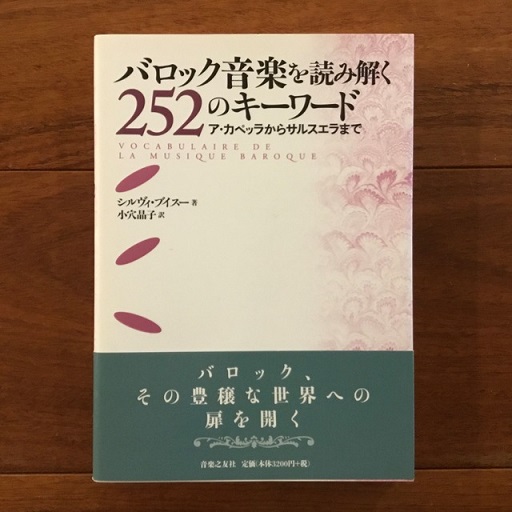 バロック音楽を読み解く
252のキーワード
ア・カペッラからサルスエラまで
VOCABULAIRE DE
LA MUSIQUE BAROQUE
シルヴィ・ブイスー 著
小穴晶子 訳
バロック、
その豊穣な世界への
扉を開く
音楽之友社 定価(本体3200円+税)